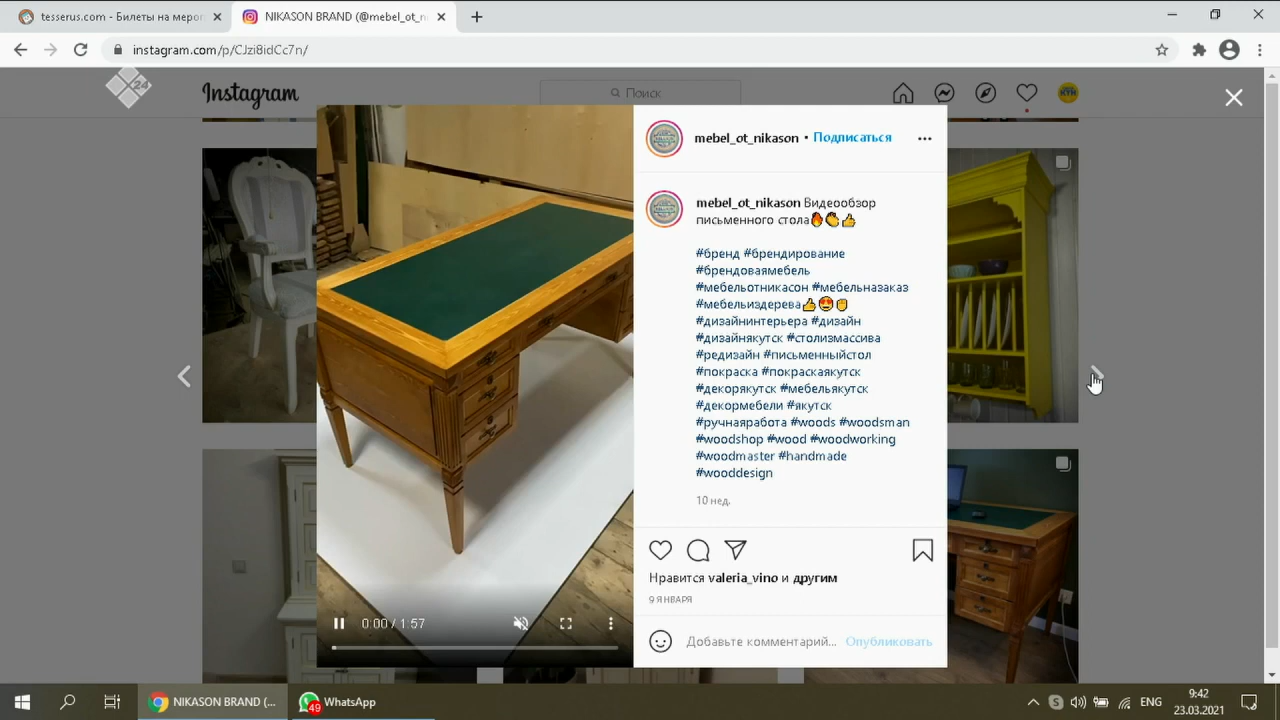 tesserus.com - Билеты на мероп
NIKASON BRAND (@mebel_ot_n
instagram.com/p/CJzi8idCc7n/
24
Instagram
Поиск
mebel_ot_nikason • Подписаться
mebel_ot_nikason Видеообзор
письменного стола🔥👏👍
#бренд #брендирование
#брендоваямебель
#мебельотникасон #мебельназаказ
#мебельиздерева👍😍✊
#дизайнинтерьера #дизайн
#дизайнякутск #столизмассива
#редизайн #письменныйстол
#покраска #покраскаякутск
#декорякутск #мебельякутск
#декормебели #якутск
#ручнаяработа #woods #woodsman
#woodshop #wood #woodworking
#woodmaster #handmade
#wooddesign
10 нед.
Нравится valeria_vino и другим
9 ЯНВАРЯ
Добавьте комментарий... Опубликовать
0:00 / 1:57
NIKASON BRAND (...
49
WhatsApp
ENG
9:42
23.03.2021